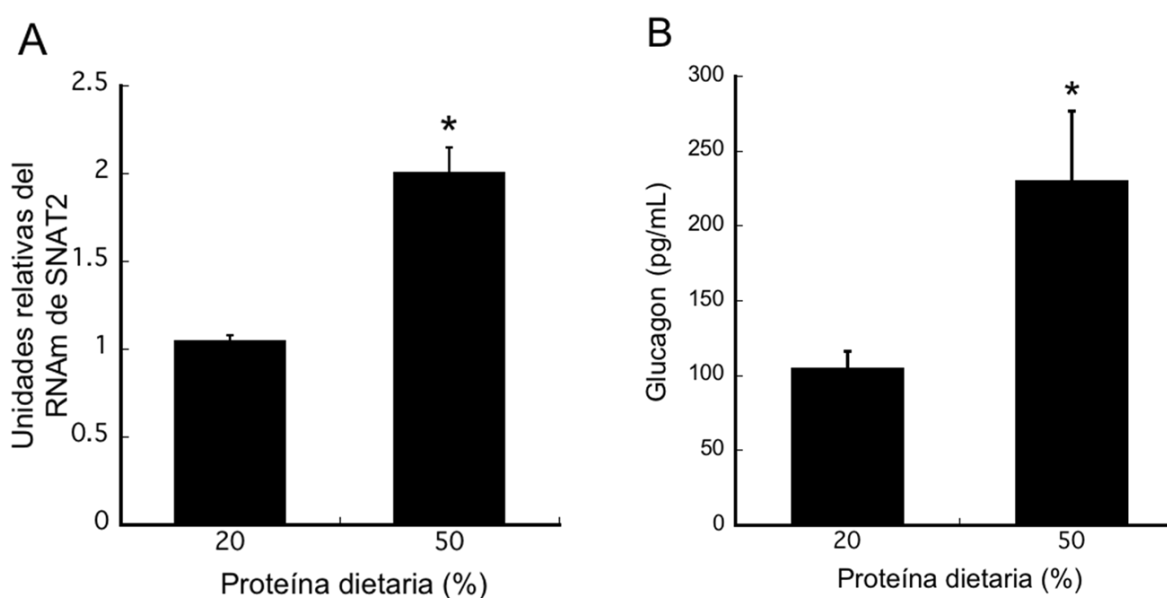 A
2.5
2
1.5
1
0.5
0
*
Unidades relativas del
RNAm de SNAT2
20
50
Proteína dietaria (%)
B
300
250
200
150
100
50
0
*
Glucagon (pg/mL)
20
50
Proteína dietaria (%)